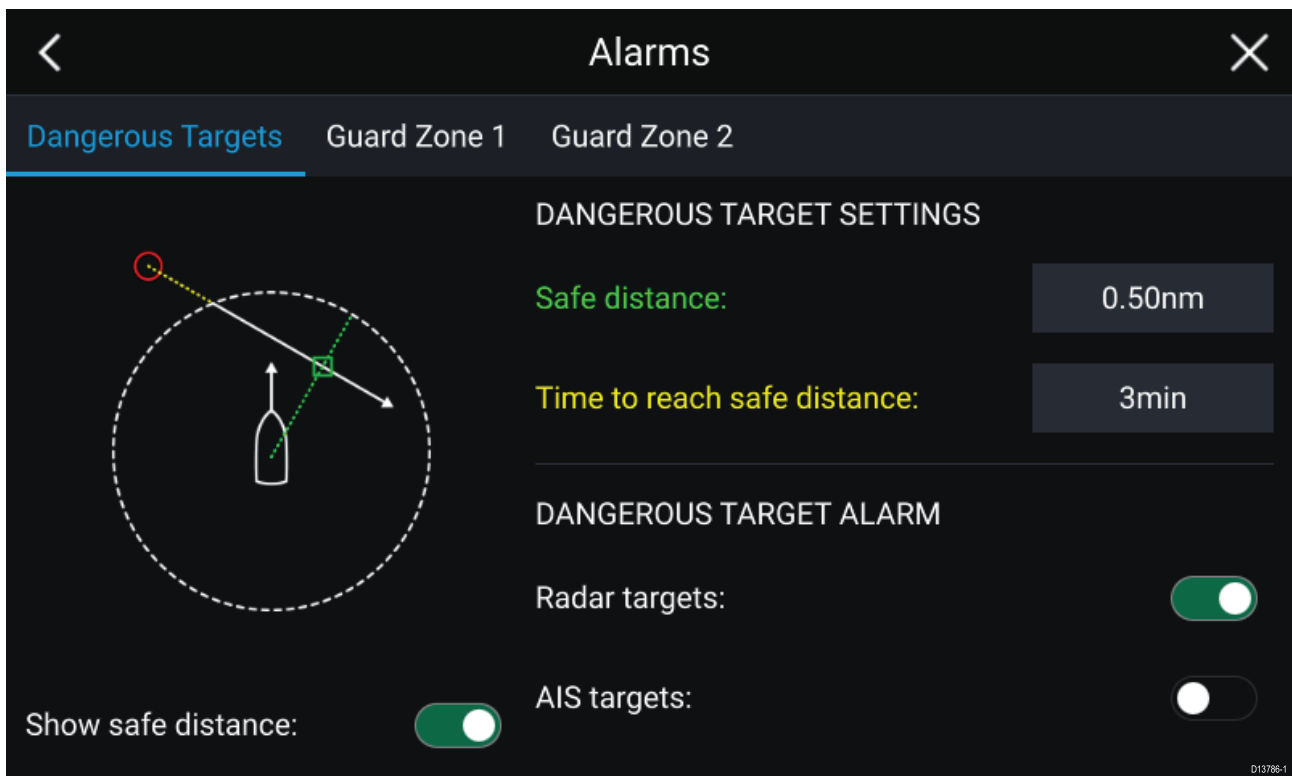 Alarms
Dangerous Targets Guard Zone 1 Guard Zone 2
DANGEROUS TARGET SETTINGS
Safe distance: 0.50nm
Time to reach safe distance: 3min
DANGEROUS TARGET ALARM
Radar targets:
AIS targets:
Show safe distance:
D13786-1